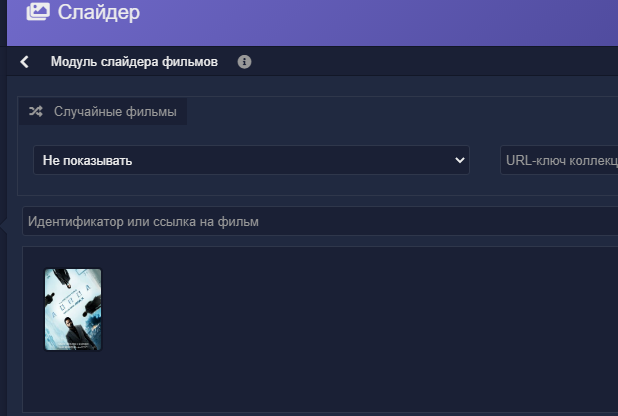 Слайдер
Модуль слайдера фильмов
Случайные фильмы
Не показывать
URL-ключ коллекц
Идентификатор или ссылка на фильм